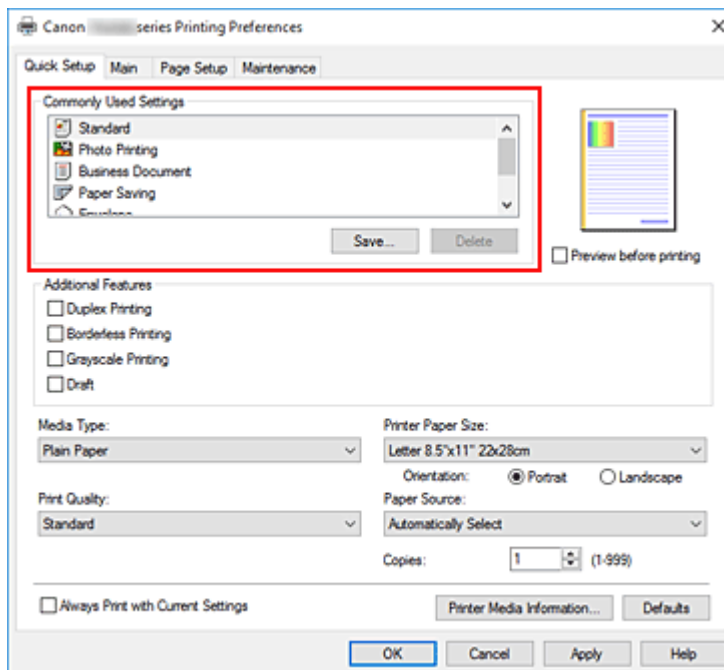 Canon series Printing Preferences
Quick Setup Main Page Setup Maintenance
Commonly Used Settings
Standard
Photo Printing
Business Document
Paper Saving
Envelope
Save... Delete
Preview before printing
Additional Features
Duplex Printing
Borderless Printing
Grayscale Printing
Draft
Media Type:
Plain Paper
Printer Paper Size:
Letter 8.5"x11" 22x28cm
Orientation: Portrait Landscape
Print Quality:
Standard
Paper Source:
Automatically Select
Copies: 1 (1-999)
Always Print with Current Settings
Printer Media Information... Defaults
OK Cancel Apply Help